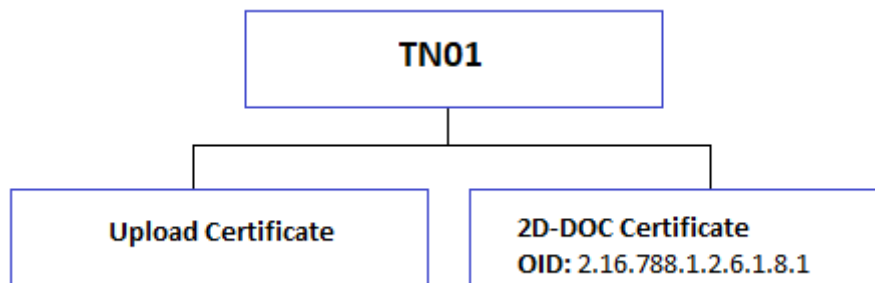 TN01
Upload Certificate
2D-DOC Certificate
OID: 2.16.788.1.2.6.1.8.1